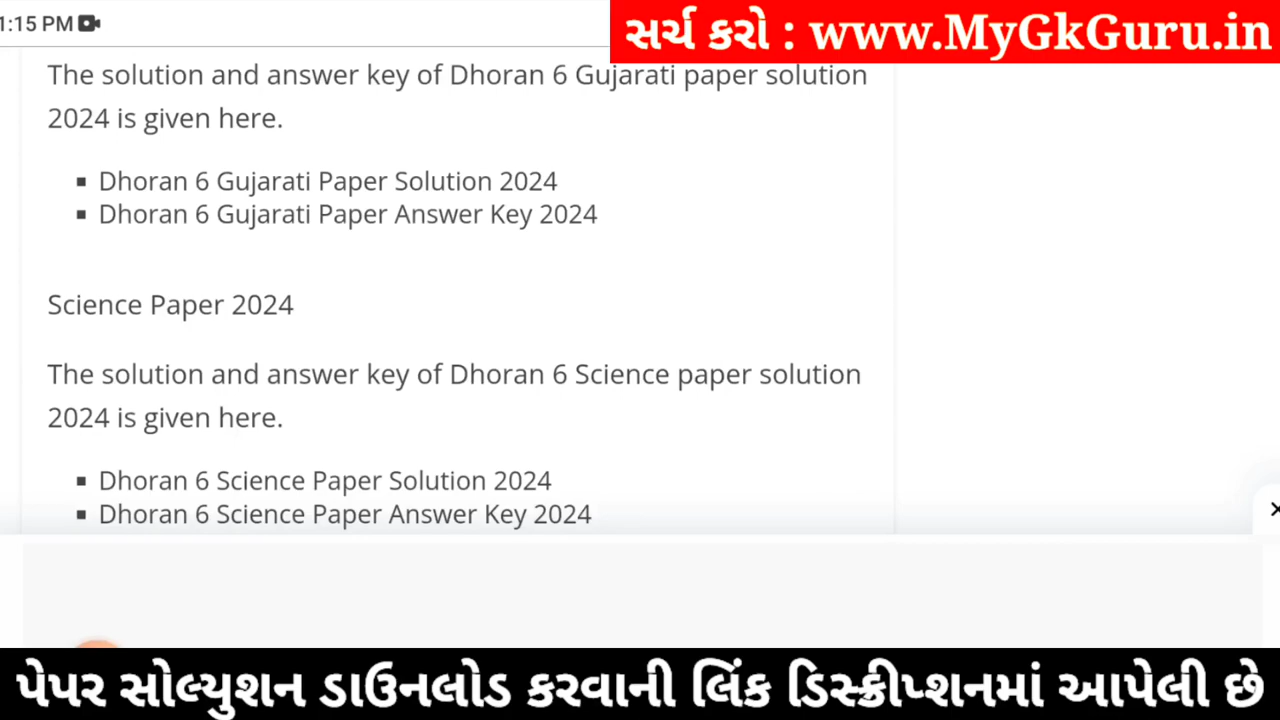 1:15 PM
સર્ચ કરો : www.MyGkGuru.in
The solution and answer key of Dhoran 6 Gujarati paper solution
2024 is given here.
▪ Dhoran 6 Gujarati Paper Solution 2024
▪ Dhoran 6 Gujarati Paper Answer Key 2024
Science Paper 2024
The solution and answer key of Dhoran 6 Science paper solution
2024 is given here.
▪ Dhoran 6 Science Paper Solution 2024
▪ Dhoran 6 Science Paper Answer Key 2024
પેપર સોલ્યુશન ડાઉનલોડ કરવાની લિંક ડિસ્ક્રીપ્શનમાં આપેલી છે